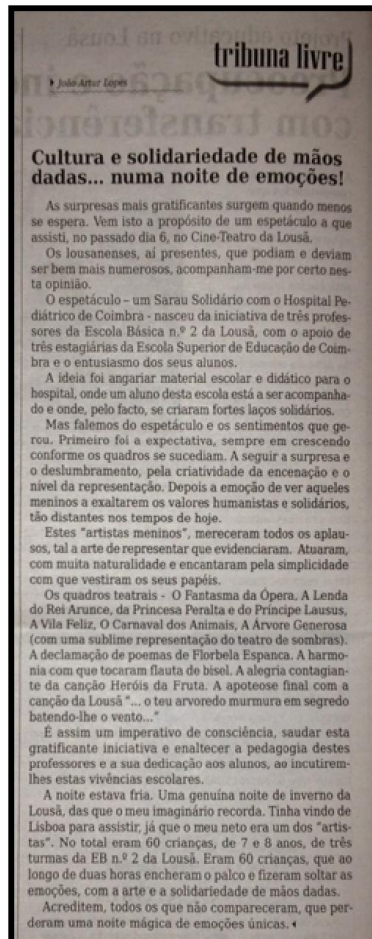 tribuna livre
João Artur Lopes
Cultura e solidariedade de mãos
dadas... numa noite de emoções!
As surpresas mais gratificantes surgem quando menos
se espera. Vem isto a propósito de um espetáculo a que
assisti, no passado dia 6, no Cine-Teatro da Lousã.
Os lousanenses, aí presentes, que podiam e deviam
ser bem mais numerosos, acompanham-me por certo nes-
ta opinião.
O espetáculo - um Sarau Solidário com o Hospital Pe-
diátrico de Coimbra - nasceu da iniciativa de três profes-
sores da Escola Básica n.º 2 da Lousã, com o apoio de
três estagiárias da Escola Superior de Educação de Coim-
bra e o entusiasmo dos seus alunos.
A ideia foi angariar material escolar e didático para o
hospital, onde um aluno desta escola está a ser acompanha-
do e onde, pelo facto, se criaram fortes laços solidários.
Mas falemos do espetáculo e os sentimentos que ge-
rou. Primeiro foi a expectativa, sempre em crescendo
conforme os quadros se sucediam. A seguir a surpresa e
o deslumbramento, pela criatividade da encenação e o
nível da representação. Depois a emoção de ver aqueles
meninos a exaltarem os valores humanistas e solidários,
tão distantes nos tempos de hoje.
Estes "artistas meninos", mereceram todos os aplau-
sos, tal a arte de representar que evidenciaram. Atuaram,
com muita naturalidade e encantaram pela simplicidade
com que vestiram os seus papéis.
Os quadros teatrais - O Fantasma da Ópera, A Lenda
do Rei Arunce, da Princesa Peralta e do Príncipe Lausus,
A Vila Feliz, O Carnaval dos Animais, A Árvore Generosa
(com uma sublime representação do teatro de sombras).
A declamação de poemas de Florbela Espanca. A harmo-
nia com que tocaram flauta de bisel. A alegria contagian-
te da canção Heróis da Fruta. A apoteose final com a
canção da Lousã "... o teu arvoredo murmura em segredo
batendo-lhe o vento..."
É assim um imperativo de consciência, saudar esta
gratificante iniciativa e enaltecer a pedagogia destes
professores e a sua dedicação aos alunos, ao incutirem-
lhes estas vivências escolares.
A noite estava fria. Uma genuína noite de inverno da
Lousã, das que o meu imaginário recorda. Tinha vindo de
Lisboa para assistir, já que o meu neto era um dos "artis-
tas". No total eram 60 crianças, de 7 e 8 anos, de três
turmas da EB n.º 2 da Lousã. Eram 60 crianças, que ao
longo de duas horas encheram o palco e fizeram soltar as
emoções, com a arte e a solidariedade de mãos dadas.
Acreditem, todos os que não compareceram, que per-
deram uma noite mágica de emoções únicas.